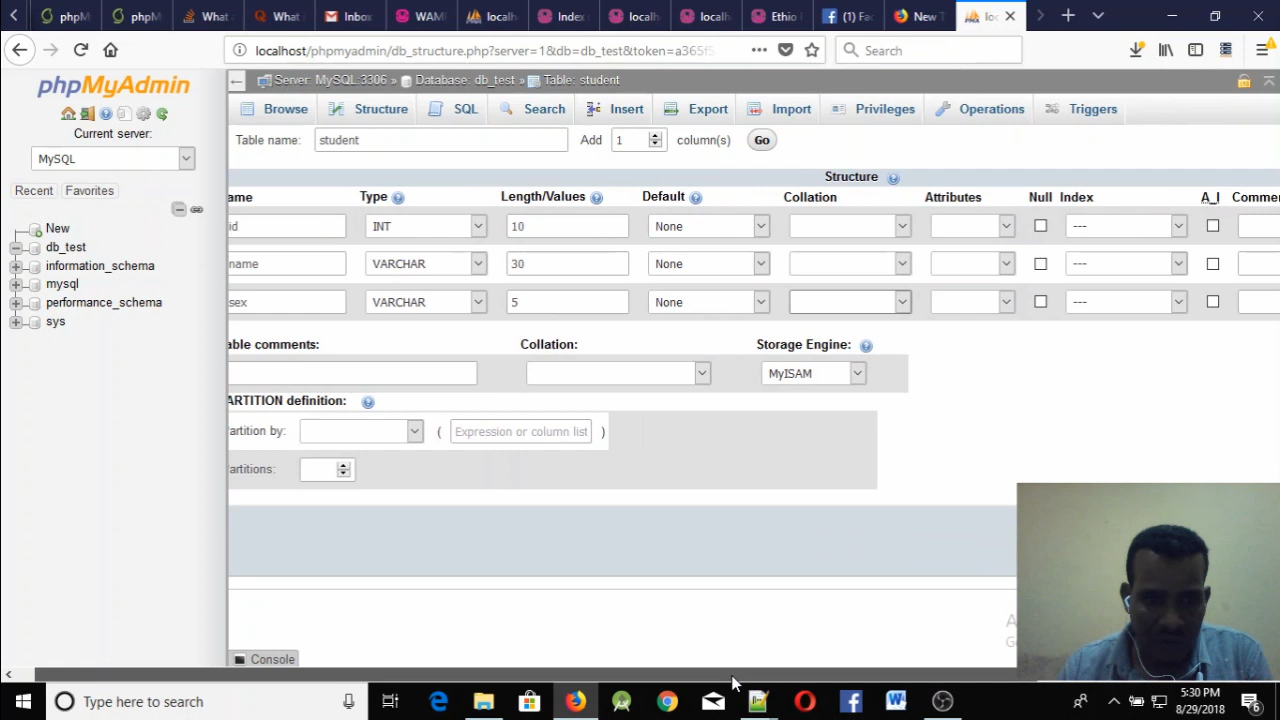 phpM
phpM
What
What
Inbox
WAM
localh
Index
localh
localh
Ethio
(1) Fac
New T
loc
localhost/phpmyadmin/db_structure.php?server=1&db=db_test&token=a365f5
Search
phpMyAdmin
Current server:
MySQL
Recent Favorites
New
db_test
information_schema
mysql
performance_schema
sys
Server: MySQL:3306 » Database: db_test » Table: student
Browse Structure SQL Search Insert Export Import Privileges Operations Triggers
Table name: student Add 1 column(s) Go
Structure
ame Type Length/Values Default Collation Attributes Null Index A_I Comme
id INT 10 None ---
name VARCHAR 30 None ---
sex VARCHAR 5 None ---
able comments: Collation: Storage Engine:
MyISAM
ARTITION definition:
artition by: ( Expression or column list )
artitions:
Console
Type here to search
5:30 PM
8/29/2018
6